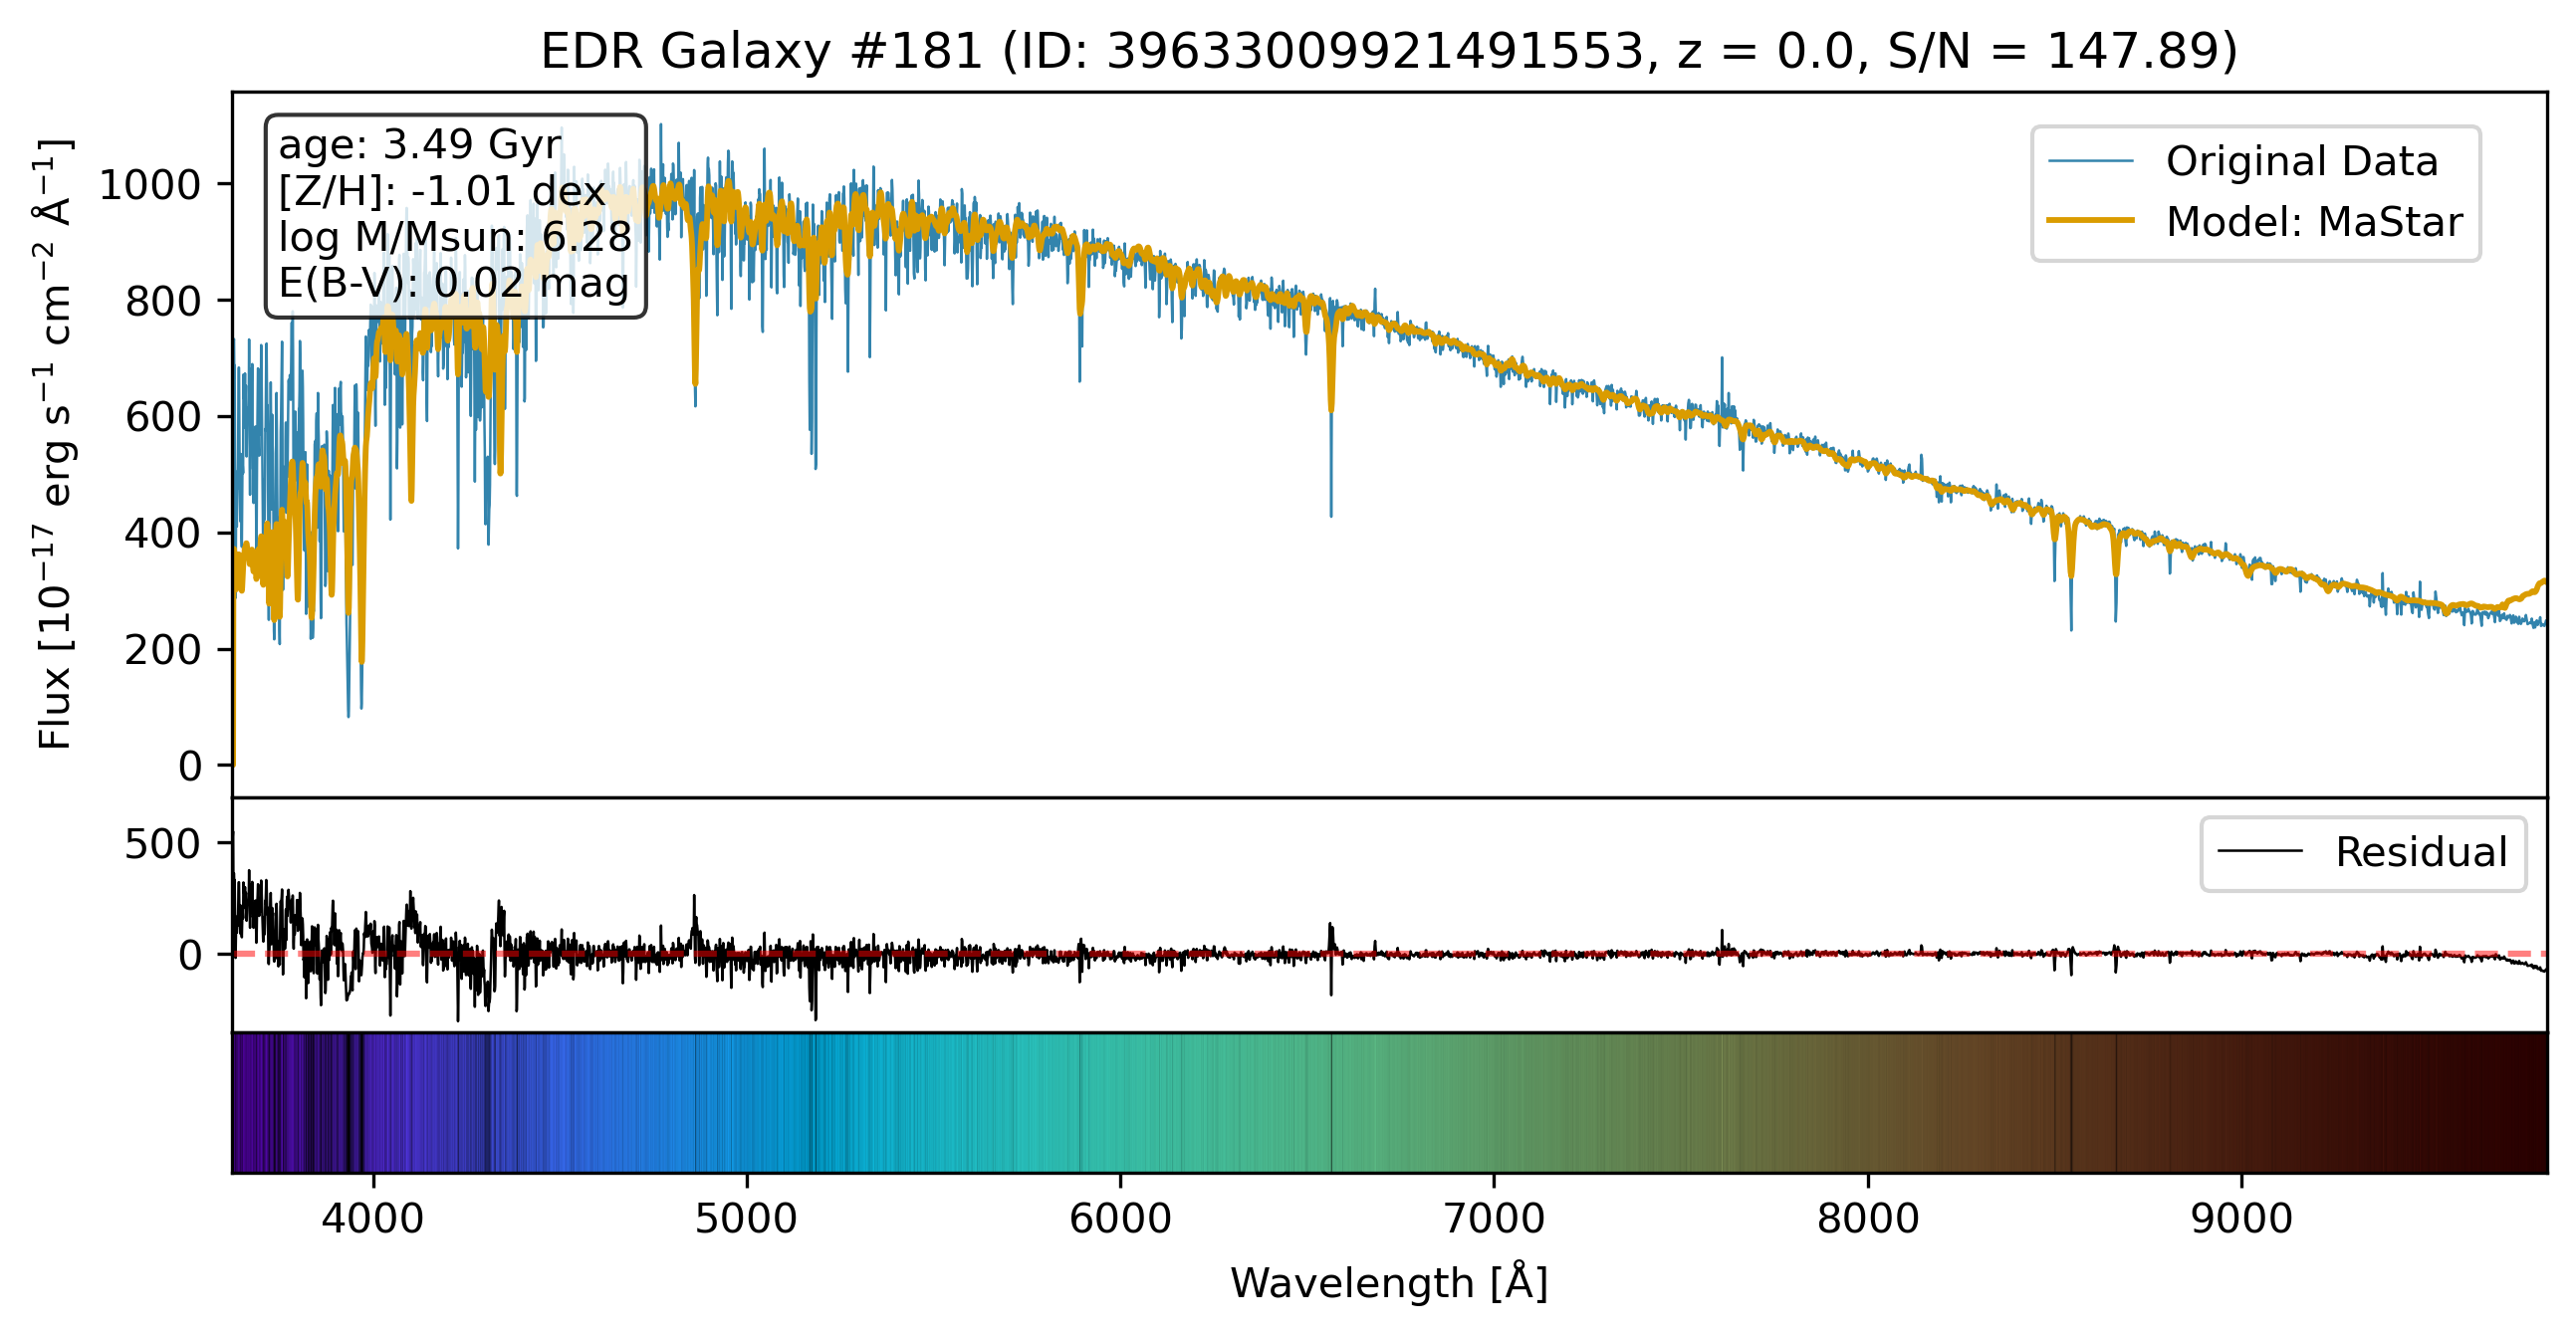 EDR Galaxy #181 (ID: 39633009921491553, z = 0.0, S/N = 147.89)
age: 3.49 Gyr
[Z/H]: -1.01 dex
log M/Msun: 6.28
E(B-V): 0.02 mag
Original Data
Model: MaStar
Flux [10⁻¹⁷ erg s⁻¹ cm⁻² Å⁻¹]
1000
800
600
400
200
0
500
0
Residual
4000 5000 6000 7000 8000 9000
Wavelength [Å]